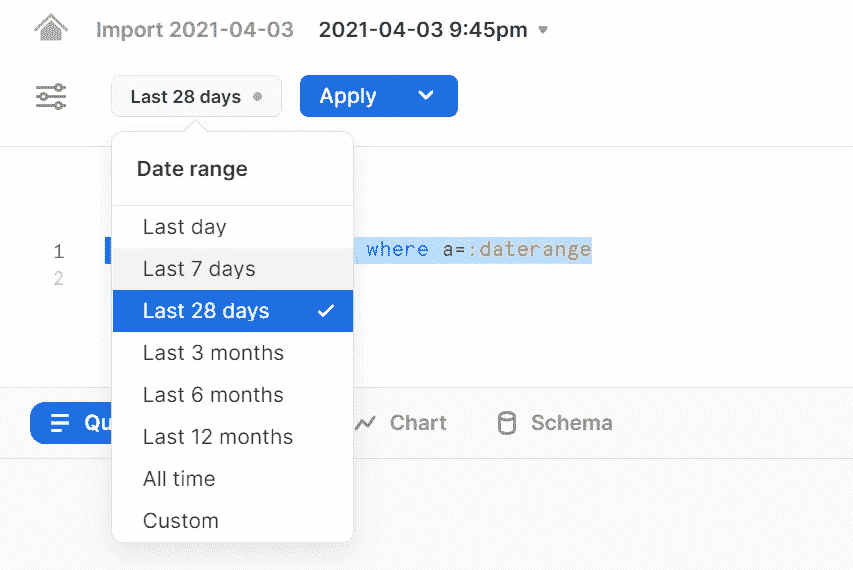 Import 2021-04-03 2021-04-03 9:45pm
Last 28 days Apply
Date range
Last day
1 where a=:daterange
Last 7 days
2
Last 28 days
Last 3 months
Last 6 months
Last 12 months
Chart Schema
All time
Custom